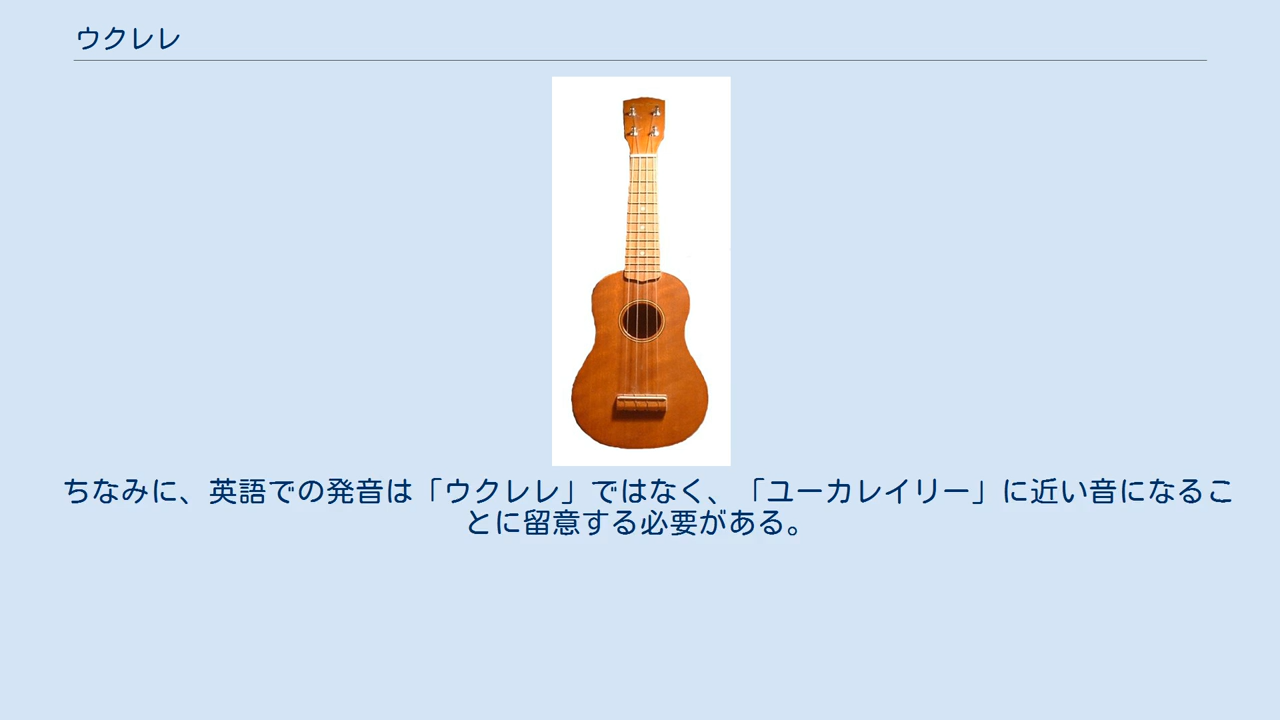 ウクレレ
ちなみに、英語での発音は「ウクレレ」ではなく、「ユーカレイリー」に近い音になるこ
とに留意する必要がある。